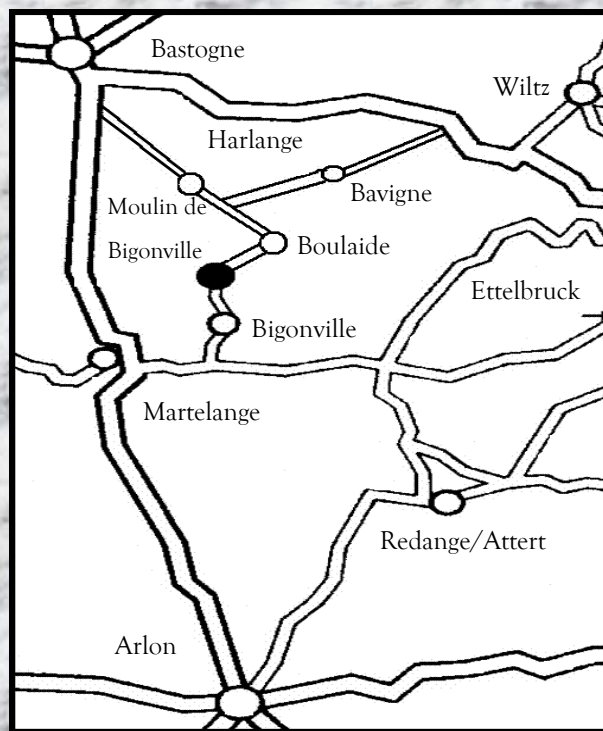 Bastogne
Wiltz
Harlange
Bavigne
Moulin de
Boulaide
Bigonville
Ettelbruck
Bigonville
Martelange
Redange/Attert
Arlon